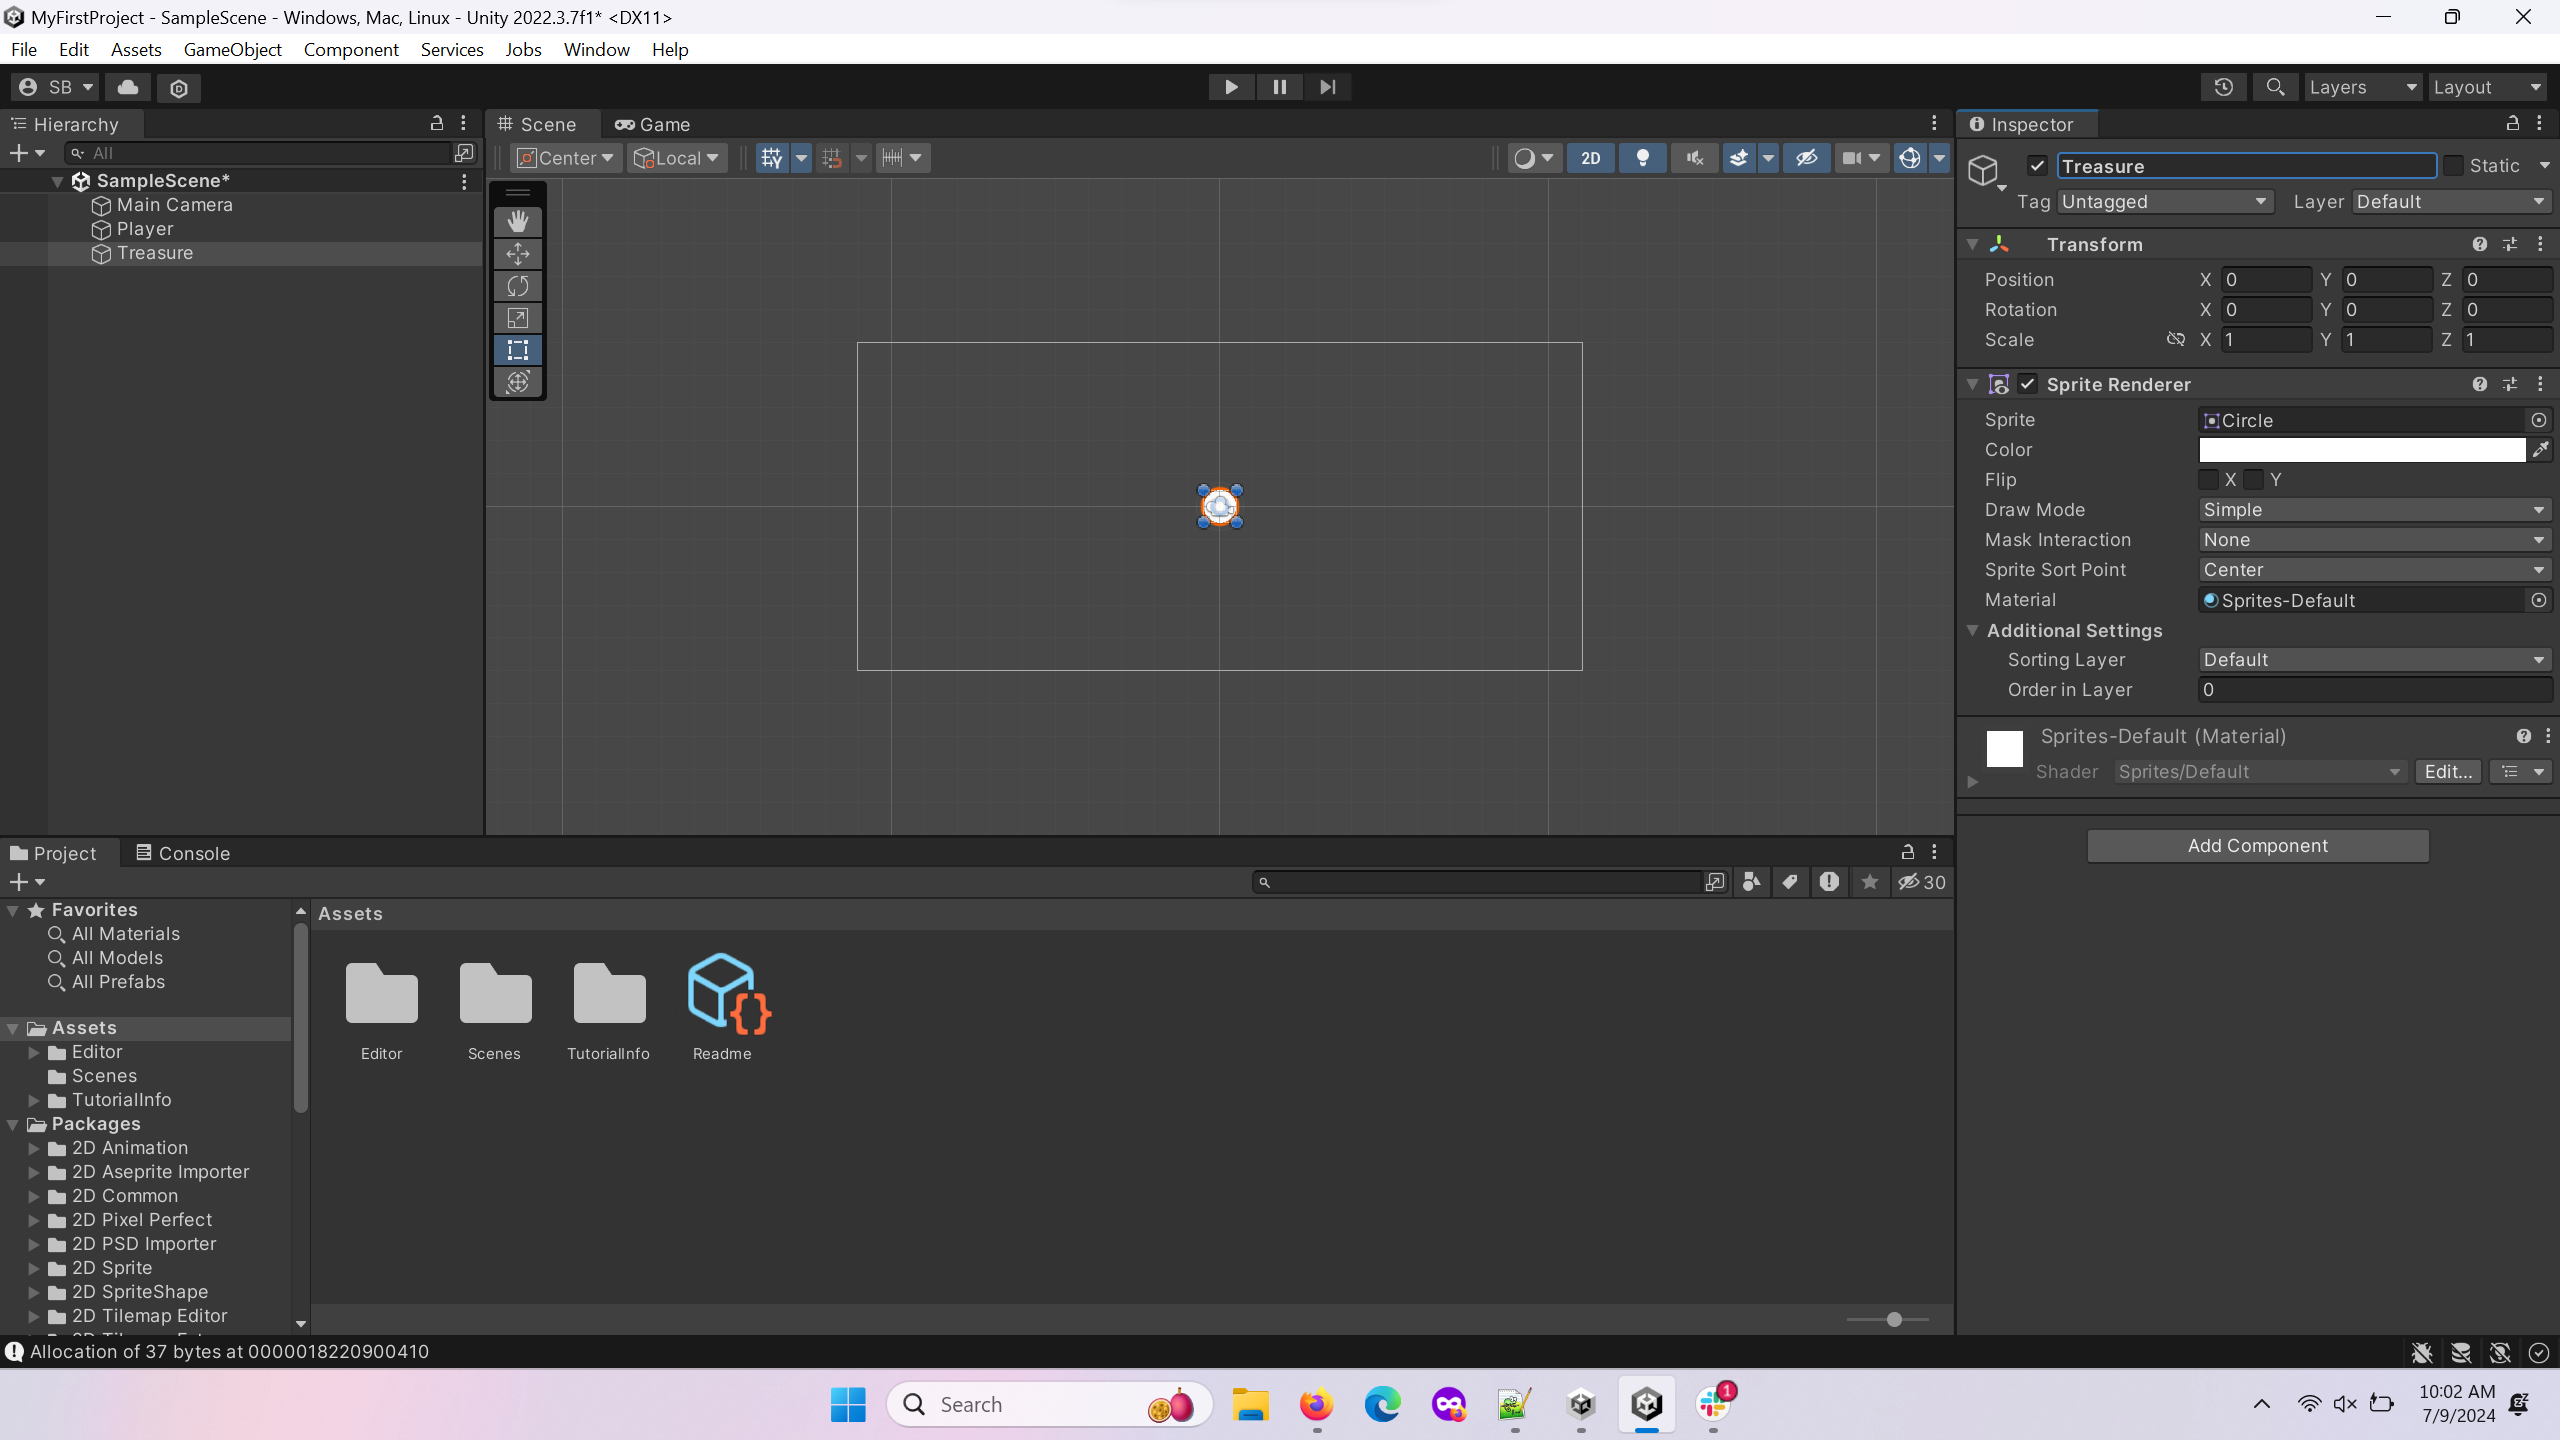 MyFirstProject - SampleScene - Windows, Mac, Linux - Unity 2022.3.7f1* <DX11>
File Edit Assets GameObject Component Services Jobs Window Help
SB Layers Layout
Hierarchy
All
SampleScene*
Main Camera
Player
Treasure
Scene Game
Center Local 2D
Inspector
Treasure Static
Tag Untagged Layer Default
Transform
Position X 0 Y 0 Z 0
Rotation X 0 Y 0 Z 0
Scale X 1 Y 1 Z 1
Sprite Renderer
Sprite Circle
Color
Flip X Y
Draw Mode Simple
Mask Interaction None
Sprite Sort Point Center
Material Sprites-Default
Additional Settings
Sorting Layer Default
Order in Layer 0
Sprites-Default (Material)
Shader Sprites/Default Edit...
Add Component
Project Console
30
Favorites
All Materials
All Models
All Prefabs
Assets
Editor
Scenes
TutorialInfo
Packages
2D Animation
2D Aseprite Importer
2D Common
2D Pixel Perfect
2D PSD Importer
2D Sprite
2D SpriteShape
2D Tilemap Editor
Assets
Editor Scenes TutorialInfo Readme
Allocation of 37 bytes at 0000018220900410
Search 1
10:02 AM
7/9/2024